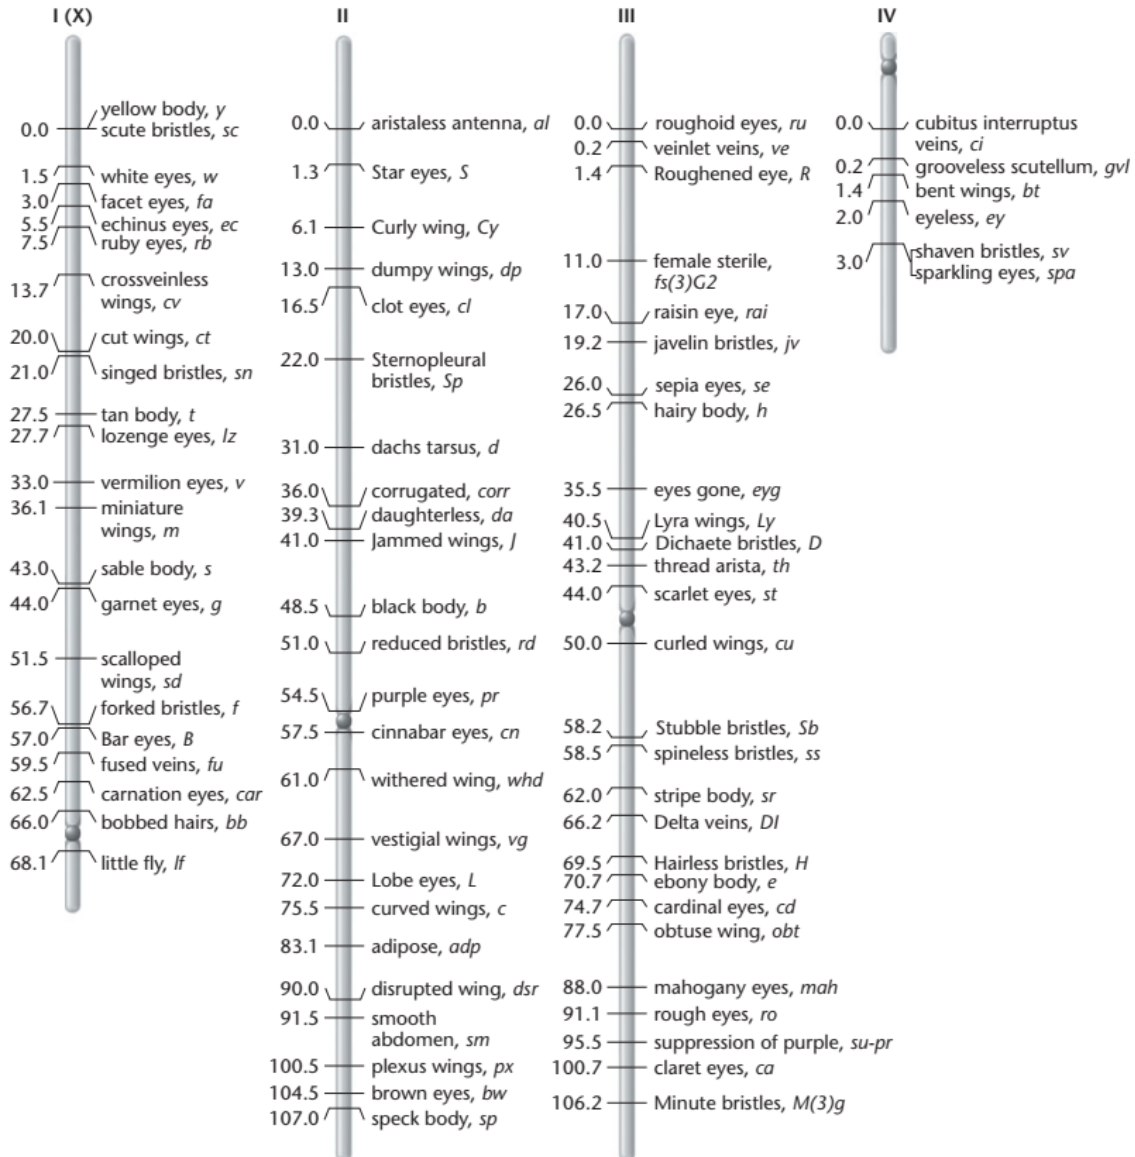 I (X)
0.0
yellow body, y
scute bristles, sc
1.5 white eyes, w
3.0 facet eyes, fa
5.5 echinus eyes, ec
7.5 ruby eyes, rb
13.7 crossveinless
wings, cv
20.0 cut wings, ct
21.0 singed bristles, sn
27.5 tan body, t
27.7 lozenge eyes, lz
33.0 vermilion eyes, v
36.1 miniature
wings, m
43.0 sable body, s
44.0 garnet eyes, g
51.5 scalloped
wings, sd
56.7 forked bristles, f
57.0 Bar eyes, B
59.5 fused veins, fu
62.5 carnation eyes, car
66.0 bobbed hairs, bb
68.1 little fly, lf
II
0.0 aristaless antenna, al
1.3 Star eyes, S
6.1 Curly wing, Cy
13.0 dumpy wings, dp
16.5 clot eyes, cl
22.0 Sternopleural
bristles, Sp
31.0 dachs tarsus, d
36.0 corrugated, corr
39.3 daughterless, da
41.0 Jammed wings, J
48.5 black body, b
51.0 reduced bristles, rd
54.5 purple eyes, pr
57.5 cinnabar eyes, cn
61.0 withered wing, whd
67.0 vestigial wings, vg
72.0 Lobe eyes, L
75.5 curved wings, c
83.1 adipose, adp
90.0 disrupted wing, dsr
91.5 smooth
abdomen, sm
100.5 plexus wings, px
104.5 brown eyes, bw
107.0 speck body, sp
III
0.0 roughoid eyes, ru
0.2 veinlet veins, ve
1.4 Roughened eye, R
11.0 female sterile,
fs(3)G2
17.0 raisin eye, rai
19.2 javelin bristles, jv
26.0 sepia eyes, se
26.5 hairy body, h
35.5 eyes gone, eyg
40.5 Lyra wings, Ly
41.0 Dichaete bristles, D
43.2 thread arista, th
44.0 scarlet eyes, st
50.0 curled wings, cu
58.2 Stubble bristles, Sb
58.5 spineless bristles, ss
62.0 stripe body, sr
66.2 Delta veins, Dl
69.5 Hairless bristles, H
70.7 ebony body, e
74.7 cardinal eyes, cd
77.5 obtuse wing, obt
88.0 mahogany eyes, mah
91.1 rough eyes, ro
95.5 suppression of purple, su-pr
100.7 claret eyes, ca
106.2 Minute bristles, M(3)g
IV
0.0 cubitus interruptus
veins, ci
0.2 grooveless scutellum, gvl
1.4 bent wings, bt
2.0 eyeless, ey
3.0 shaven bristles, sv
sparkling eyes, spa